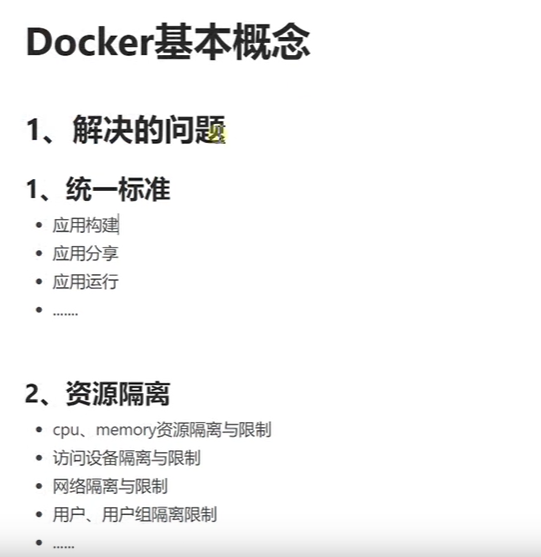 Docker基本概念
1、解决的问题
1、统一标准
• 应用构建
• 应用分享
• 应用运行
• .......
2、资源隔离
• cpu、memory资源隔离与限制
• 访问设备隔离与限制
• 网络隔离与限制
• 用户、用户组隔离限制
• ......